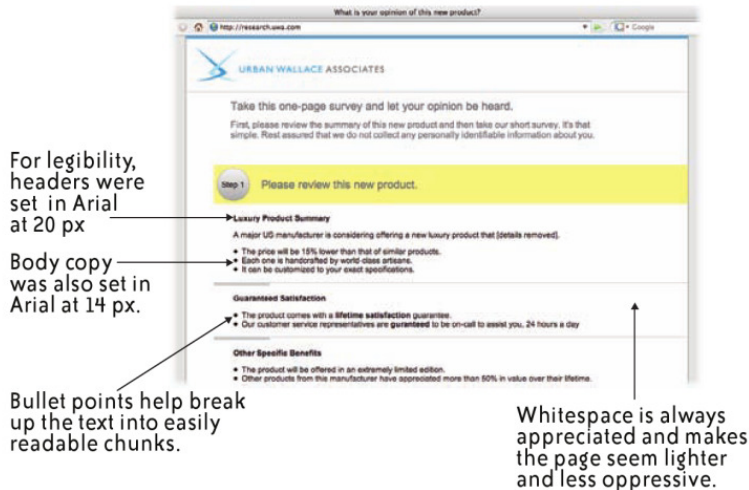 What is your opinion of this new product?
http://research.uwa.com
Google
URBAN WALLACE ASSOCIATES
Take this one-page survey and let your opinion be heard.
First, please review the summary of this new product and then take our short survey. It's that
simple. Rest assured that we do not collect any personally identifiable information about you.
Step 1
Please review this new product.
Luxury Product Summary
A major US manufacturer is considering offering a new luxury product that [details removed].
• The price will be 15% lower than that of similar products.
• Each one is handcrafted by world-class artisans.
• It can be customized to your exact specifications.
Guaranteed Satisfaction
• The product comes with a lifetime satisfaction guarantee.
• Our customer service representatives are guranteed to be on-call to assist you, 24 hours a day
Other Specific Benefits
• The product will be offered in an extremely limited edition.
• Other products from this manufacturer have appreciated more than 50% in value over their lifetime.
For legibility,
headers were
set in Arial
at 20 px
Body copy
was also set in
Arial at 14 px.
Bullet points help break
up the text into easily
readable chunks.
Whitespace is always
appreciated and makes
the page seem lighter
and less oppressive.